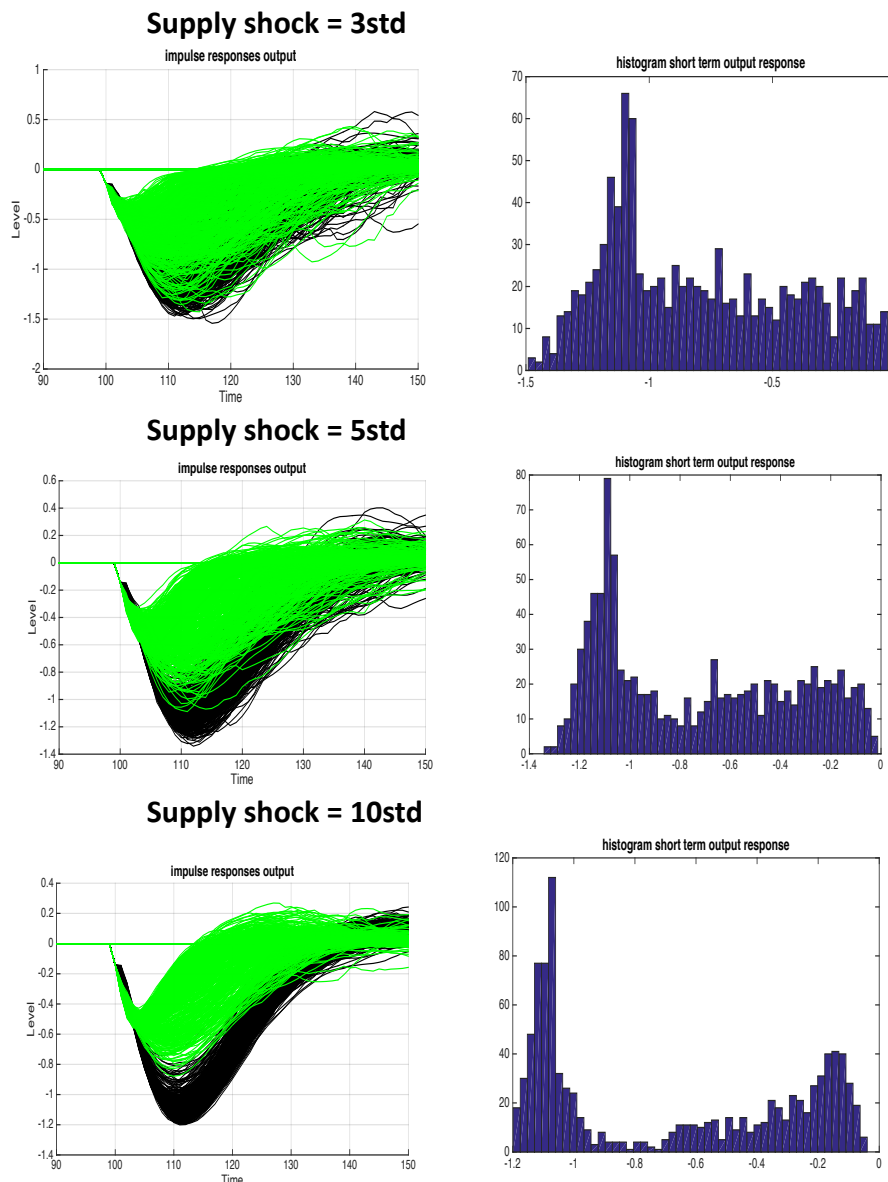 Supply shock = 3std
impulse responses output
1
0.5
0
-0.5
-1
-1.5
-2
Level
90 100 110 120 130 140 150
Time
histogram short term output response
70
60
50
40
30
20
10
0
-1.5 -1 -0.5
Supply shock = 5std
impulse responses output
0.6
0.4
0.2
0
-0.2
-0.4
-0.6
-0.8
-1
-1.2
-1.4
Level
90 100 110 120 130 140 150
Time
histogram short term output response
80
70
60
50
40
30
20
10
0
-1.4 -1.2 -1 -0.8 -0.6 -0.4 -0.2 0
Supply shock = 10std
impulse responses output
0.4
0.2
0
-0.2
-0.4
-0.6
-0.8
-1
-1.2
-1.4
Level
90 100 110 120 130 140 150
Time
histogram short term output response
120
100
80
60
40
20
0
-1.2 -1 -0.8 -0.6 -0.4 -0.2 0